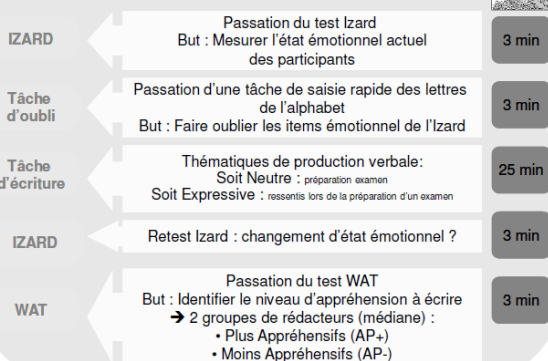 IZARD
Passation du test Izard
But : Mesurer l'état émotionnel actuel
des participants
3 min
Tâche
d'oubli
Passation d'une tâche de saisie rapide des lettres
de l'alphabet
But : Faire oublier les items émotionnel de l'Izard
3 min
Tâche
d'écriture
Thématiques de production verbale:
Soit Neutre : préparation examen
Soit Expressive : ressentis lors de la préparation d'un examen
25 min
IZARD
Retest Izard : changement d'état émotionnel ?
3 min
WAT
Passation du test WAT
But : Identifier le niveau d'appréhension à écrire
➔ 2 groupes de rédacteurs (médiane) :
• Plus Appréhensifs (AP+)
• Moins Appréhensifs (AP-)
3 min